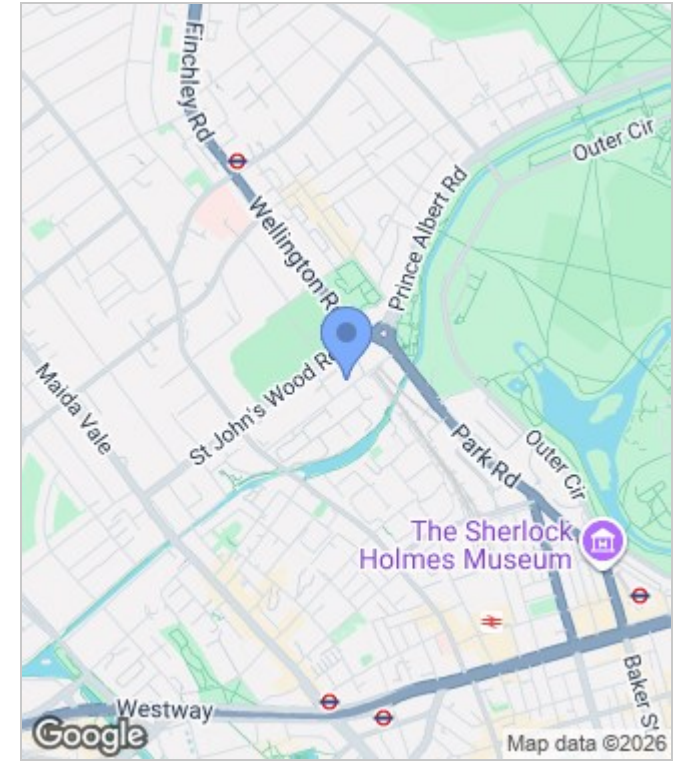 Finchley Rd
Outer Cir
Wellington R
Prince Albert Rd
St John's Wood R
Maida Vale
Park Rd
Outer Cir
The Sherlock
Holmes Museum
Westway
Baker S
Google
Map data ©2026